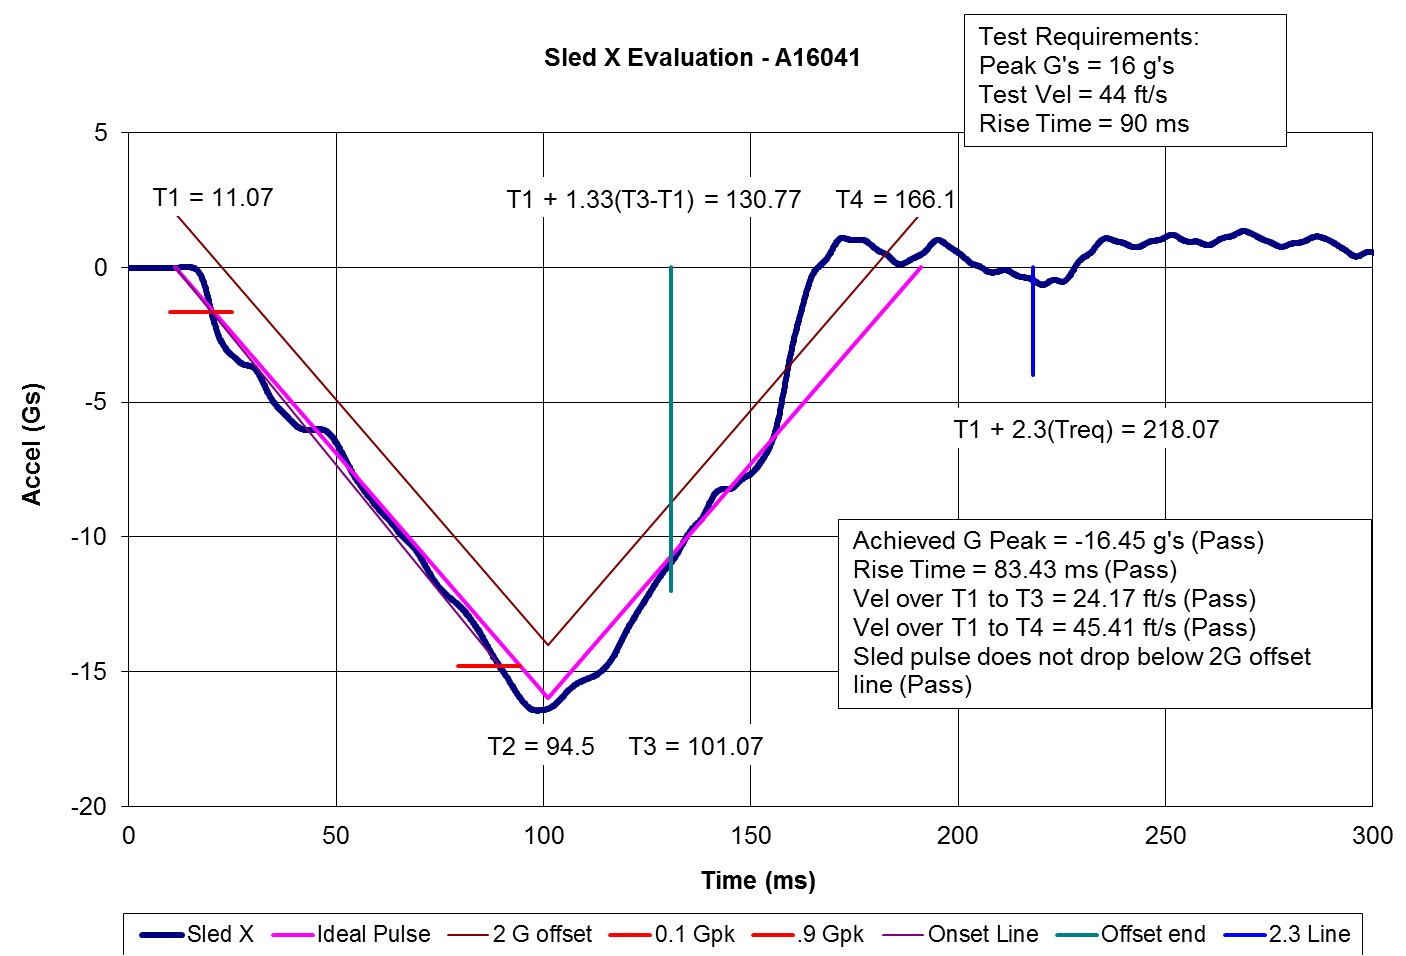 Test Requirements:
Peak G's = 16 g's
Test Vel = 44 ft/s
Rise Time = 90 ms
Sled X Evaluation - A16041
5
0
-5
-10
-15
-20
Accel (Gs)
T1 = 11.07
T1 + 1.33(T3-T1) = 130.77
T4 = 166.1
T1 + 2.3(Treq) = 218.07
Achieved G Peak = -16.45 g's (Pass)
Rise Time = 83.43 ms (Pass)
Vel over T1 to T3 = 24.17 ft/s (Pass)
Vel over T1 to T4 = 45.41 ft/s (Pass)
Sled pulse does not drop below 2G offset
line (Pass)
T2 = 94.5
T3 = 101.07
0 50 100 150 200 250 300
Time (ms)
Sled X Ideal Pulse 2 G offset 0.1 Gpk .9 Gpk Onset Line Offset end 2.3 Line